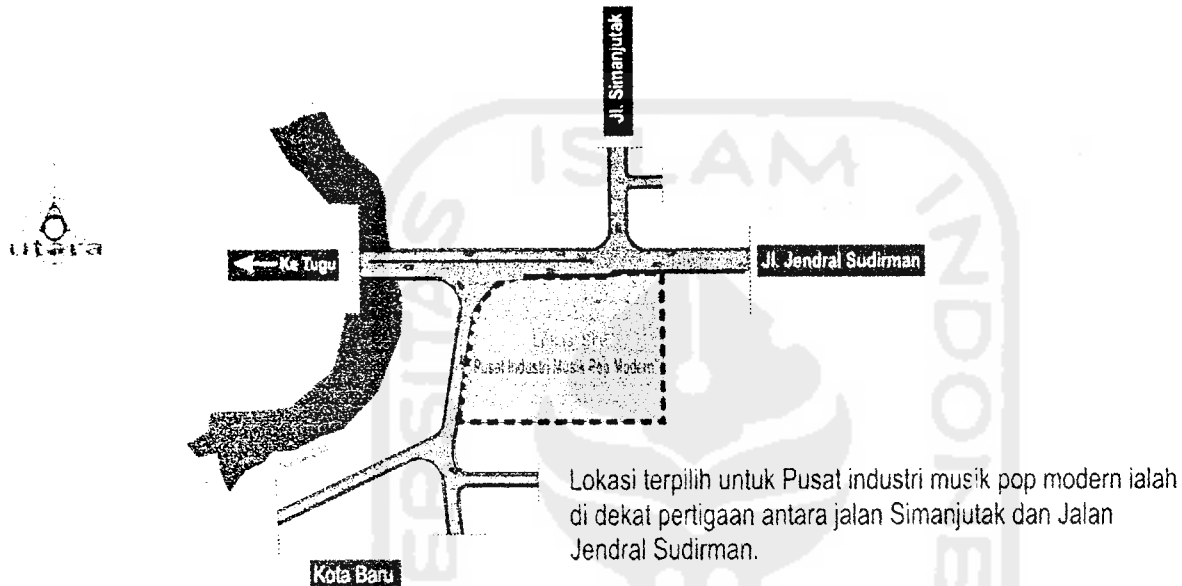 Jl. Simanjutak
ISLAM
utara
Ke Tugu
Jl. Jendral Sudirman
Pusat Industri Musik Pop Modern
Lokasi terpilih untuk Pusat industri musik pop modern ialah
di dekat pertigaan antara jalan Simanjutak dan Jalan
Jendral Sudirman.
Kota Baru